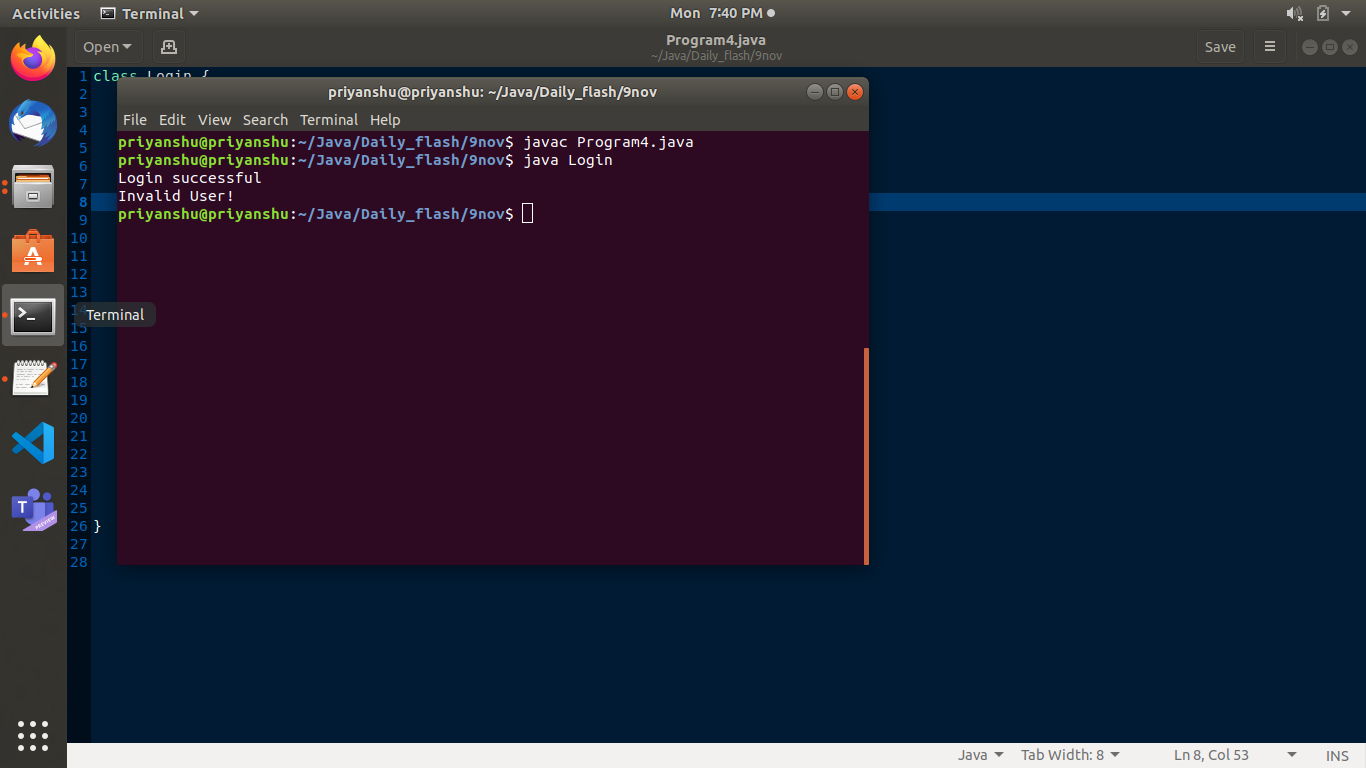 Activities Terminal Mon 7:40 PM
Open Program4.java Save
~/Java/Daily_flash/9nov
1 class Login {
priyanshu@priyanshu: ~/Java/Daily_flash/9nov
2
File Edit View Search Terminal Help
3
4
priyanshu@priyanshu:~/Java/Daily_flash/9nov$ javac Program4.java
5
priyanshu@priyanshu:~/Java/Daily_flash/9nov$ java Login
6
Login successful
7
Invalid User!
8
priyanshu@priyanshu:~/Java/Daily_flash/9nov$
9
10
11
12
13
14
Terminal
15
16
17
18
19
20
21
22
23
24
T
PREVIEW
25
26 }
27
28
Java Tab Width: 8 Ln 8, Col 53 INS